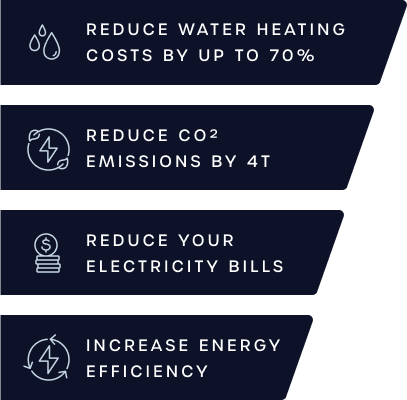 REDUCE WATER HEATING
COSTS BY UP TO 70%
REDUCE CO²
EMISSIONS BY 4T
REDUCE YOUR
ELECTRICITY BILLS
INCREASE ENERGY
EFFICIENCY